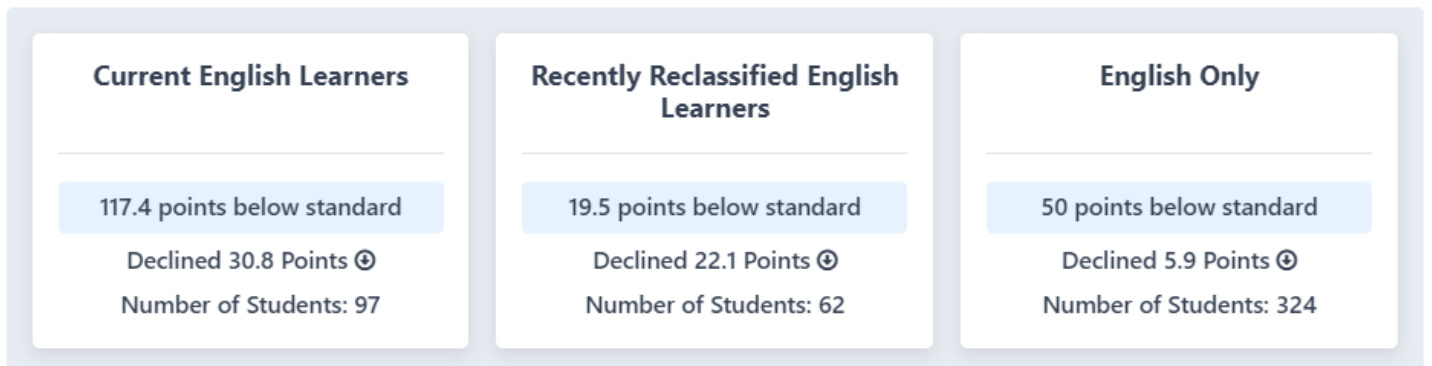 Current English Learners
117.4 points below standard
Declined 30.8 Points
Number of Students: 97
Recently Reclassified English
Learners
19.5 points below standard
Declined 22.1 Points
Number of Students: 62
English Only
50 points below standard
Declined 5.9 Points
Number of Students: 324